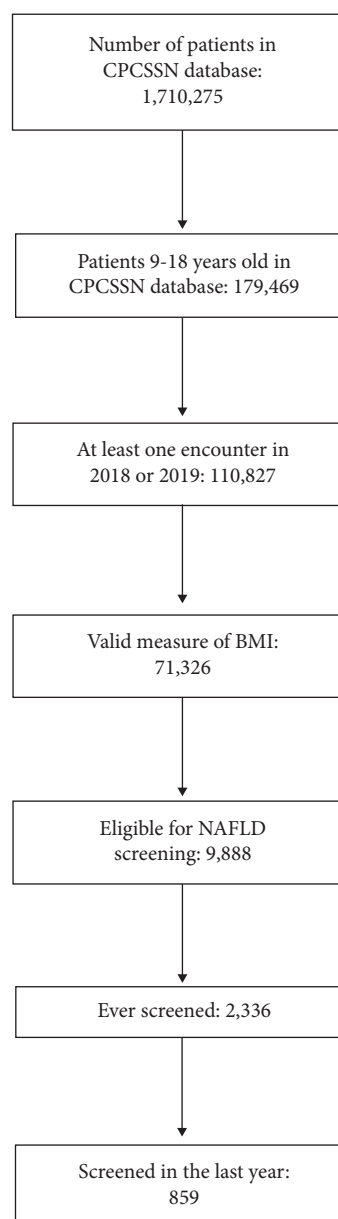 Number of patients in
CPCSSN database:
1,710,275
Patients 9-18 years old in
CPCSSN database: 179,469
At least one encounter in
2018 or 2019: 110,827
Valid measure of BMI:
71,326
Eligible for NAFLD
screening: 9,888
Ever screened: 2,336
Screened in the last year:
859